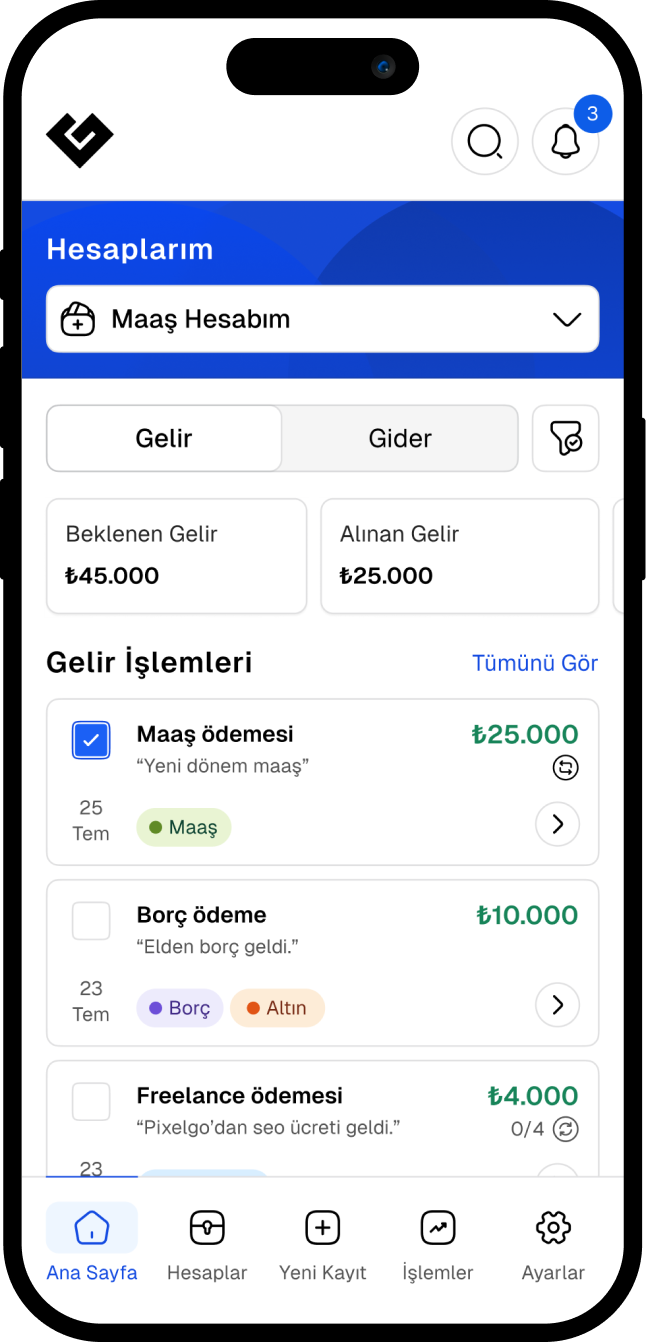 3
Hesaplarım
Maaş Hesabım
Gelir Gider
Beklenen Gelir Alınan Gelir
₺45.000 ₺25.000
Gelir İşlemleri Tümünü Gör
Maaş ödemesi ₺25.000
“Yeni dönem maaş”
25
Tem
Maaş
Borç ödeme ₺10.000
“Elden borç geldi.”
23
Tem
Borç Altın
Freelance ödemesi ₺4.000
“Pixelgo’dan seo ücreti geldi.” 0/4
23
Ana Sayfa Hesaplar Yeni Kayıt İşlemler Ayarlar